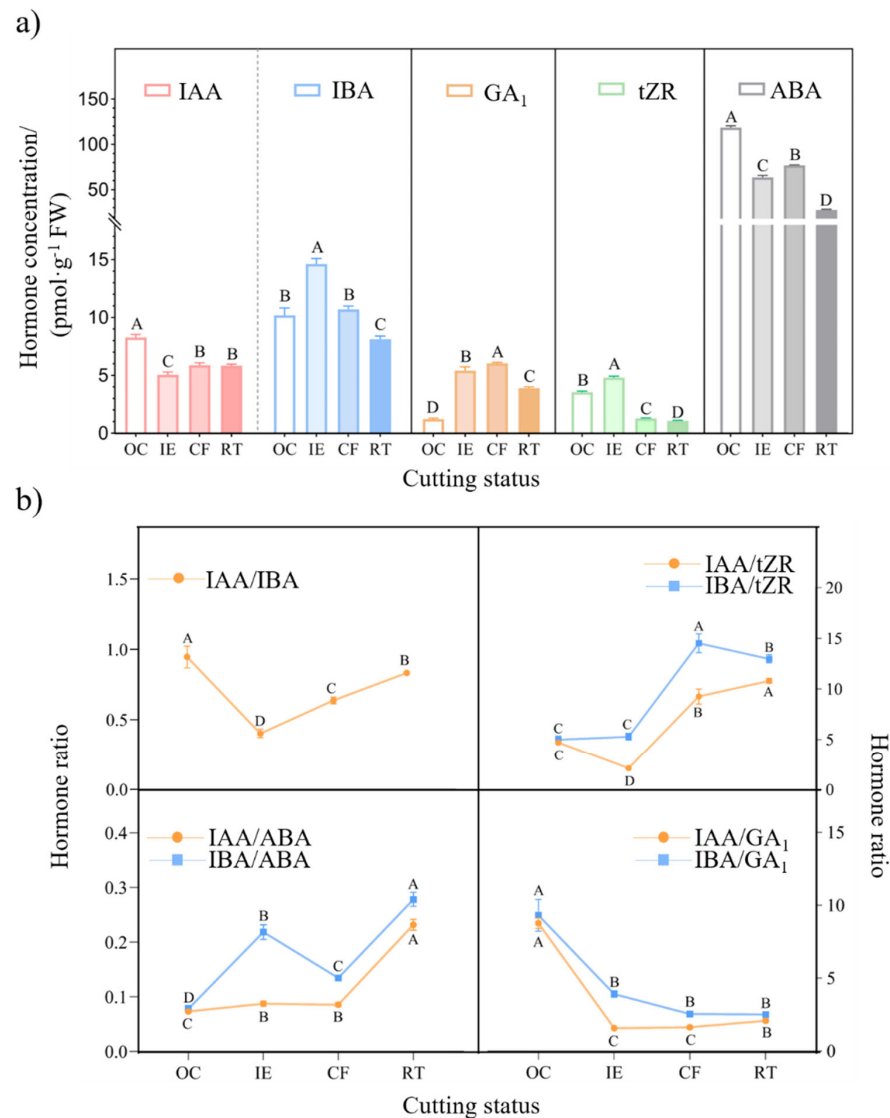 a)
IAA
IBA
GA₁
tZR
ABA
Hormone concentration/
(pmol·g⁻¹ FW)
150
100
50
15
10
5
0
A
C
B
B
B
A
B
C
D
B
A
C
B
A
C
D
A
C
B
D
OC IE CF RT OC IE CF RT OC IE CF RT OC IE CF RT OC IE CF RT
Cutting status
b)
Hormone ratio
IAA/IBA
1.5
1.0
0.5
0.0
A
D
C
B
IAA/tZR
IBA/tZR
20
15
10
5
0
C
C
A
B
C
D
B
A
IAA/ABA
IBA/ABA
0.4
0.3
0.2
0.1
0.0
D
B
C
A
C
B
B
A
IAA/GA₁
IBA/GA₁
15
10
5
0
A
B
B
B
A
C
C
B
Hormone ratio
OC IE CF RT OC IE CF RT
Cutting status